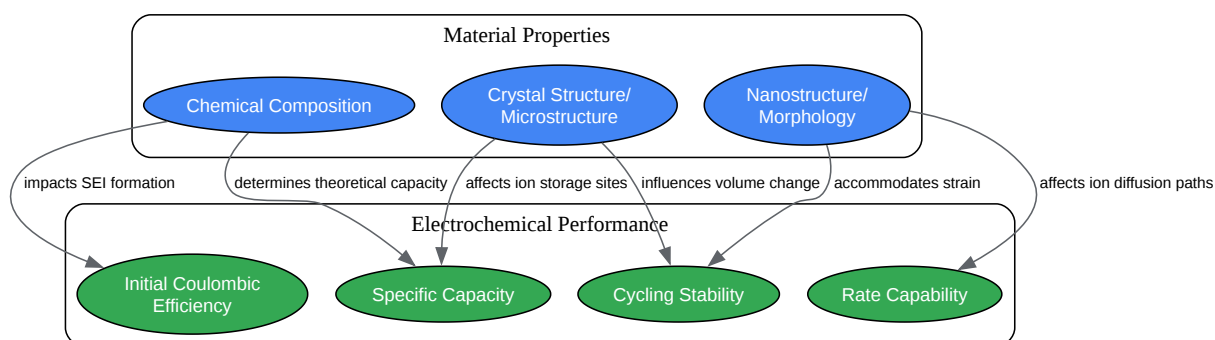 Material Properties
Chemical Composition
Crystal Structure/
Microstructure
Nanostructure/
Morphology
impacts SEI formation
determines theoretical capacity
affects ion storage sites
influences volume change
accommodates strain
affects ion diffusion paths
Electrochemical Performance
Initial Coulombic
Efficiency
Specific Capacity
Cycling Stability
Rate Capability